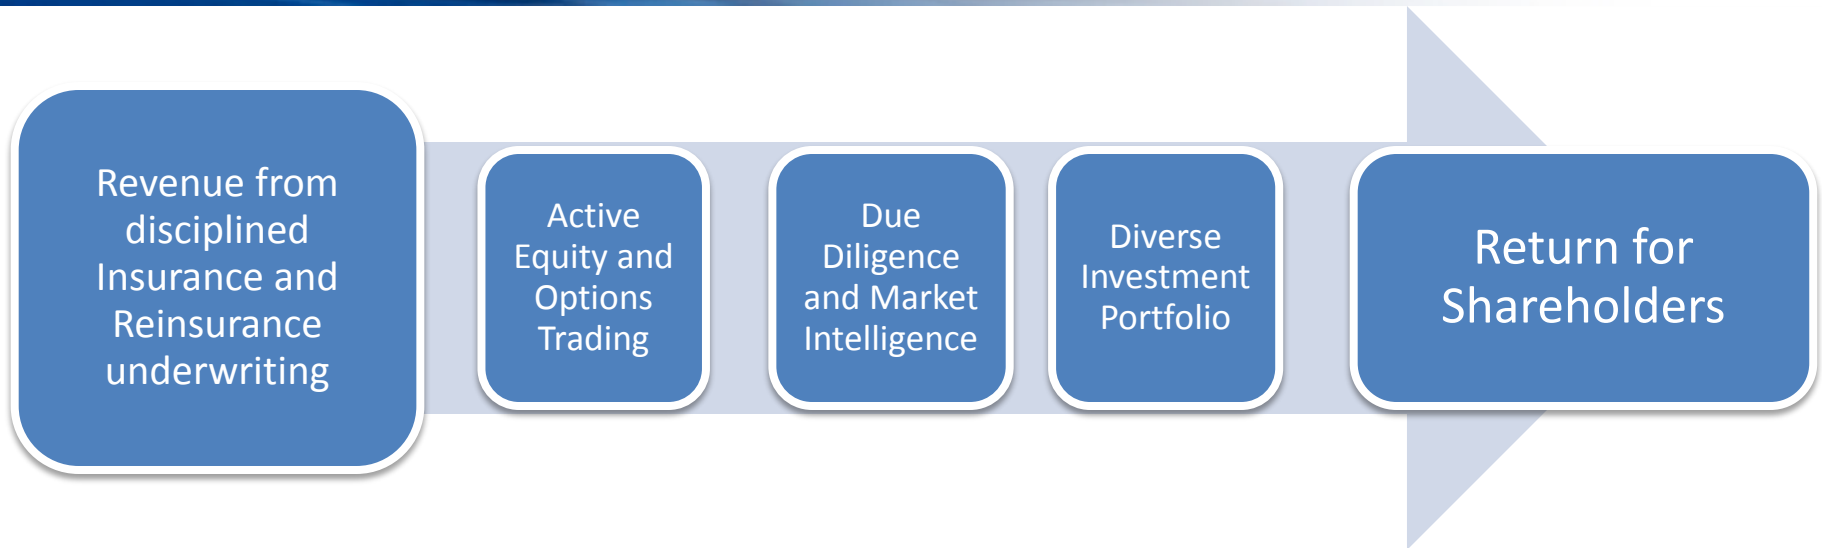 Revenue from
disciplined
Insurance and
Reinsurance
underwriting
Active
Equity and
Options
Trading
Due
Diligence
and Market
Intelligence
Diverse
Investment
Portfolio
Return for
Shareholders